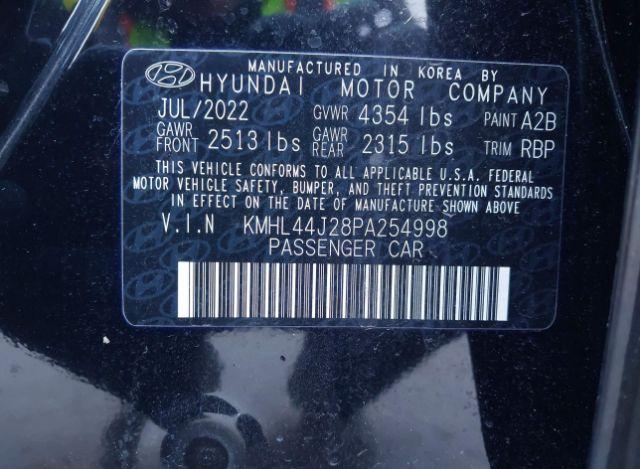 MANUFACTURED IN KOREA BY
HYUNDAI MOTOR COMPANY
JUL/2022 GVWR 4354 lbs PAINT A2B
GAWR FRONT 2513 lbs GAWR REAR 2315 lbs TRIM RBP
THIS VEHICLE CONFORMS TO ALL APPLICABLE U.S.A. FEDERAL
MOTOR VEHICLE SAFETY, BUMPER, AND THEFT PREVENTION STANDARDS
IN EFFECT ON THE DATE OF MANUFACTURE SHOWN ABOVE
V.I.N KMHL44J28PA254998
PASSENGER CAR